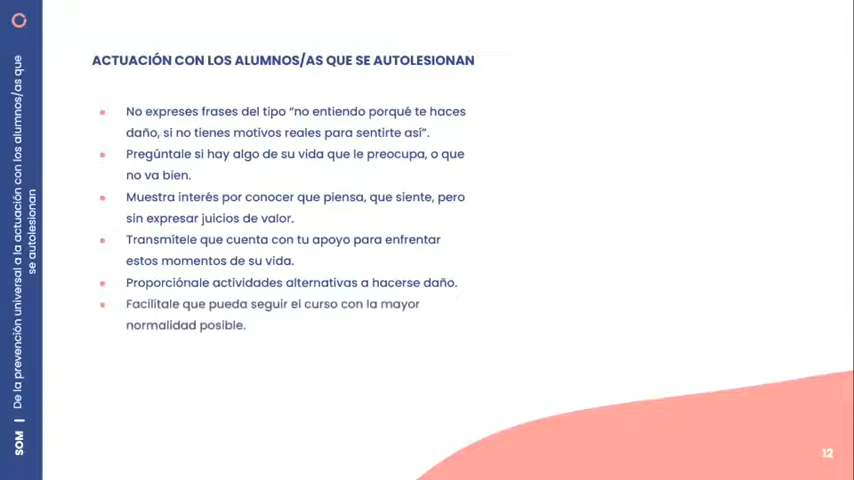 ACTUACIÓN CON LOS ALUMNOS/AS QUE SE AUTOLESIONAN
No expreses frases del tipo “no entiendo porqué te haces
daño, si no tienes motivos reales para sentirte así”.
Pregúntale si hay algo de su vida que le preocupa, o que
no va bien.
Muestra interés por conocer que piensa, que siente, pero
sin expresar juicios de valor.
Transmítele que cuenta con tu apoyo para enfrentar
estos momentos de su vida.
Proporciónale actividades alternativas a hacerse daño.
Facilítale que pueda seguir el curso con la mayor
normalidad posible.
SOM | De la prevención universal a la actuación con los alumnos/as que
se autolesionan
12